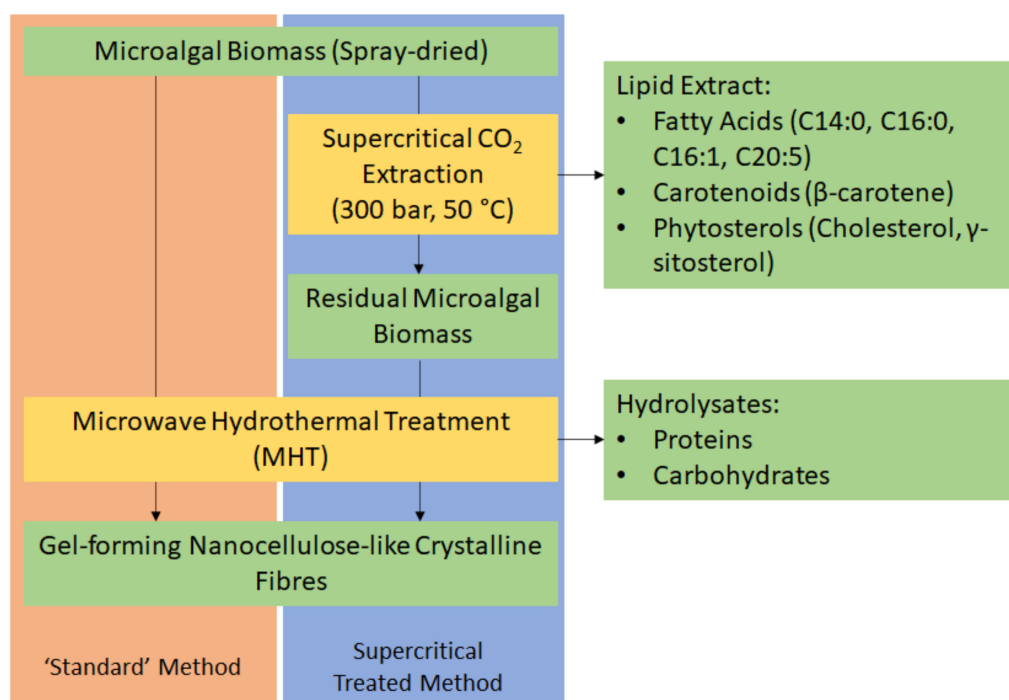 Microalgal Biomass (Spray-dried)
Supercritical CO₂
Extraction
(300 bar, 50 °C)
Lipid Extract:
• Fatty Acids (C14:0, C16:0,
C16:1, C20:5)
• Carotenoids (β-carotene)
• Phytosterols (Cholesterol, γ-
sitosterol)
Residual Microalgal
Biomass
Microwave Hydrothermal Treatment
(MHT)
Hydrolysates:
• Proteins
• Carbohydrates
Gel-forming Nanocellulose-like Crystalline
Fibres
‘Standard’ Method
Supercritical
Treated Method